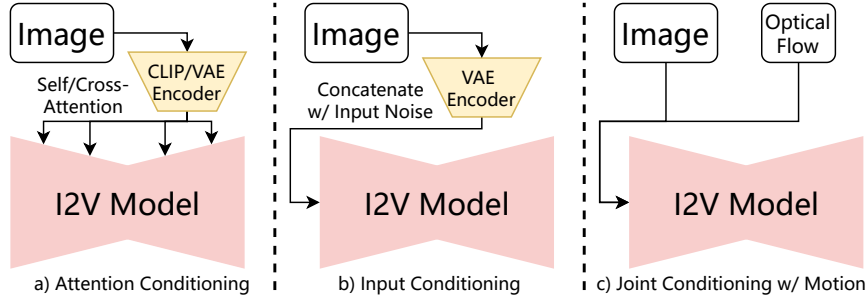 Image
CLIP/VAE
Encoder
Self/Cross-
Attention
I2V Model
a) Attention Conditioning
Image
VAE
Encoder
Concatenate
w/ Input Noise
I2V Model
b) Input Conditioning
Image
Optical
Flow
I2V Model
c) Joint Conditioning w/ Motion